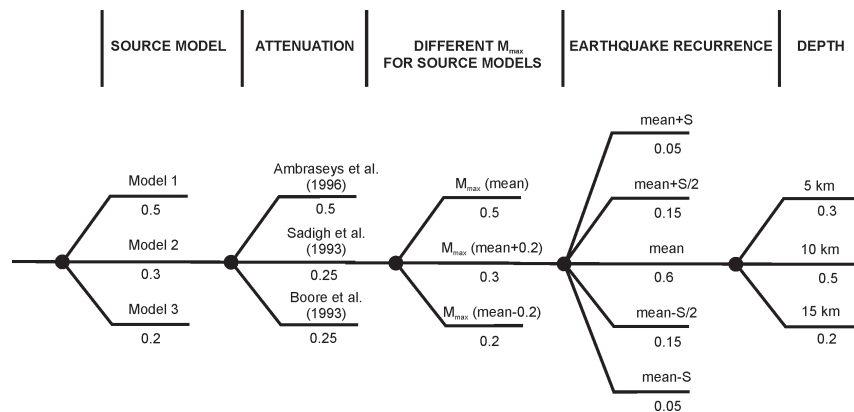 SOURCE MODEL
ATTENUATION
DIFFERENT Mmax
FOR SOURCE MODELS
EARTHQUAKE RECURRENCE
DEPTH
Model 1
0.5
Model 2
0.3
Model 3
0.2
Ambraseys et al.
(1996)
0.5
Sadigh et al.
(1993)
0.25
Boore et al.
(1993)
0.25
Mmax (mean)
0.5
Mmax (mean+0.2)
0.3
Mmax (mean-0.2)
0.2
mean+S
0.05
mean+S/2
0.15
mean
0.6
mean-S/2
0.15
mean-S
0.05
5 km
0.3
10 km
0.5
15 km
0.2